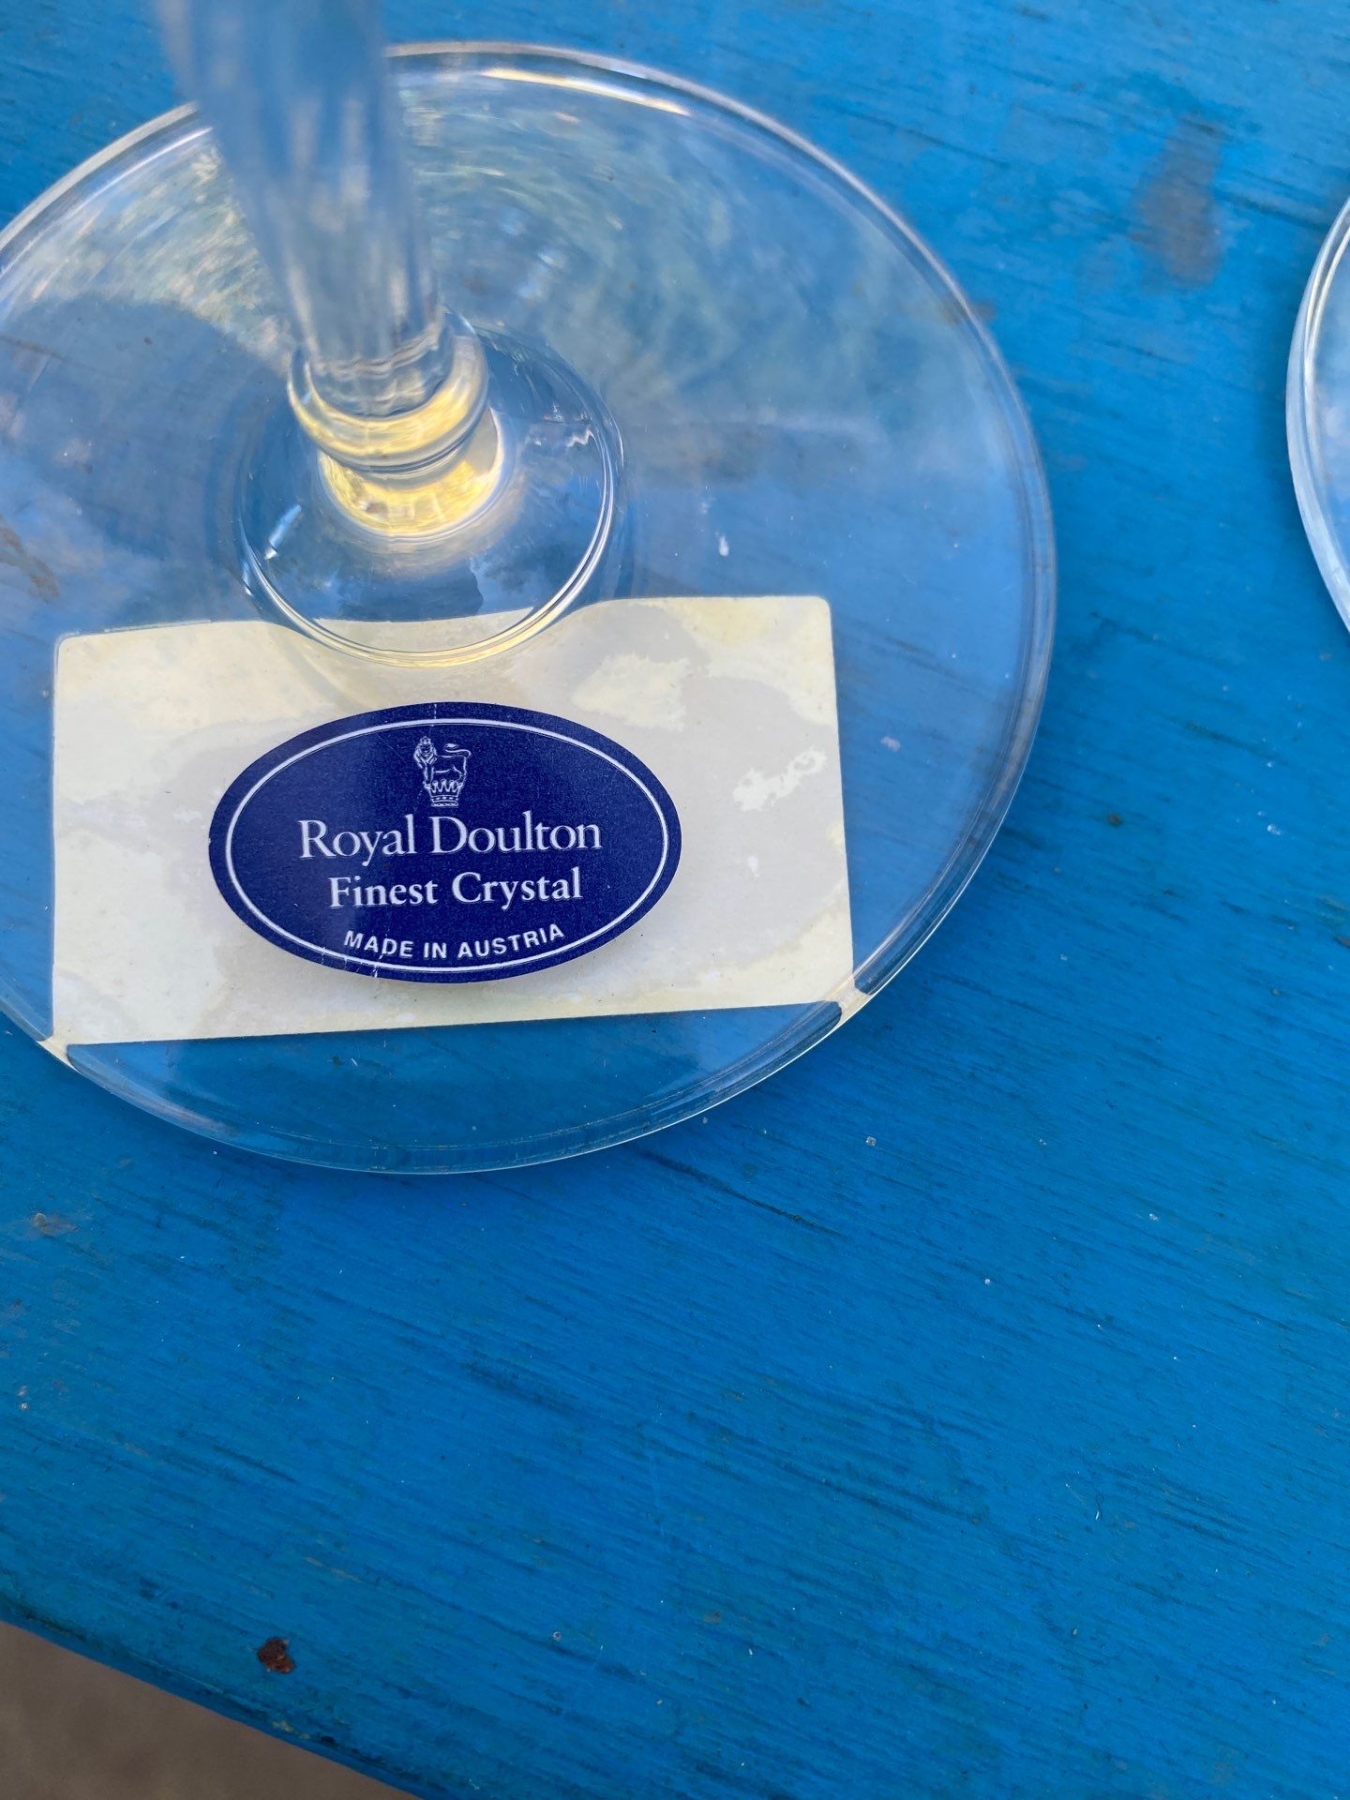 Royal Doulton
Finest Crystal
MADE IN AUSTRIA